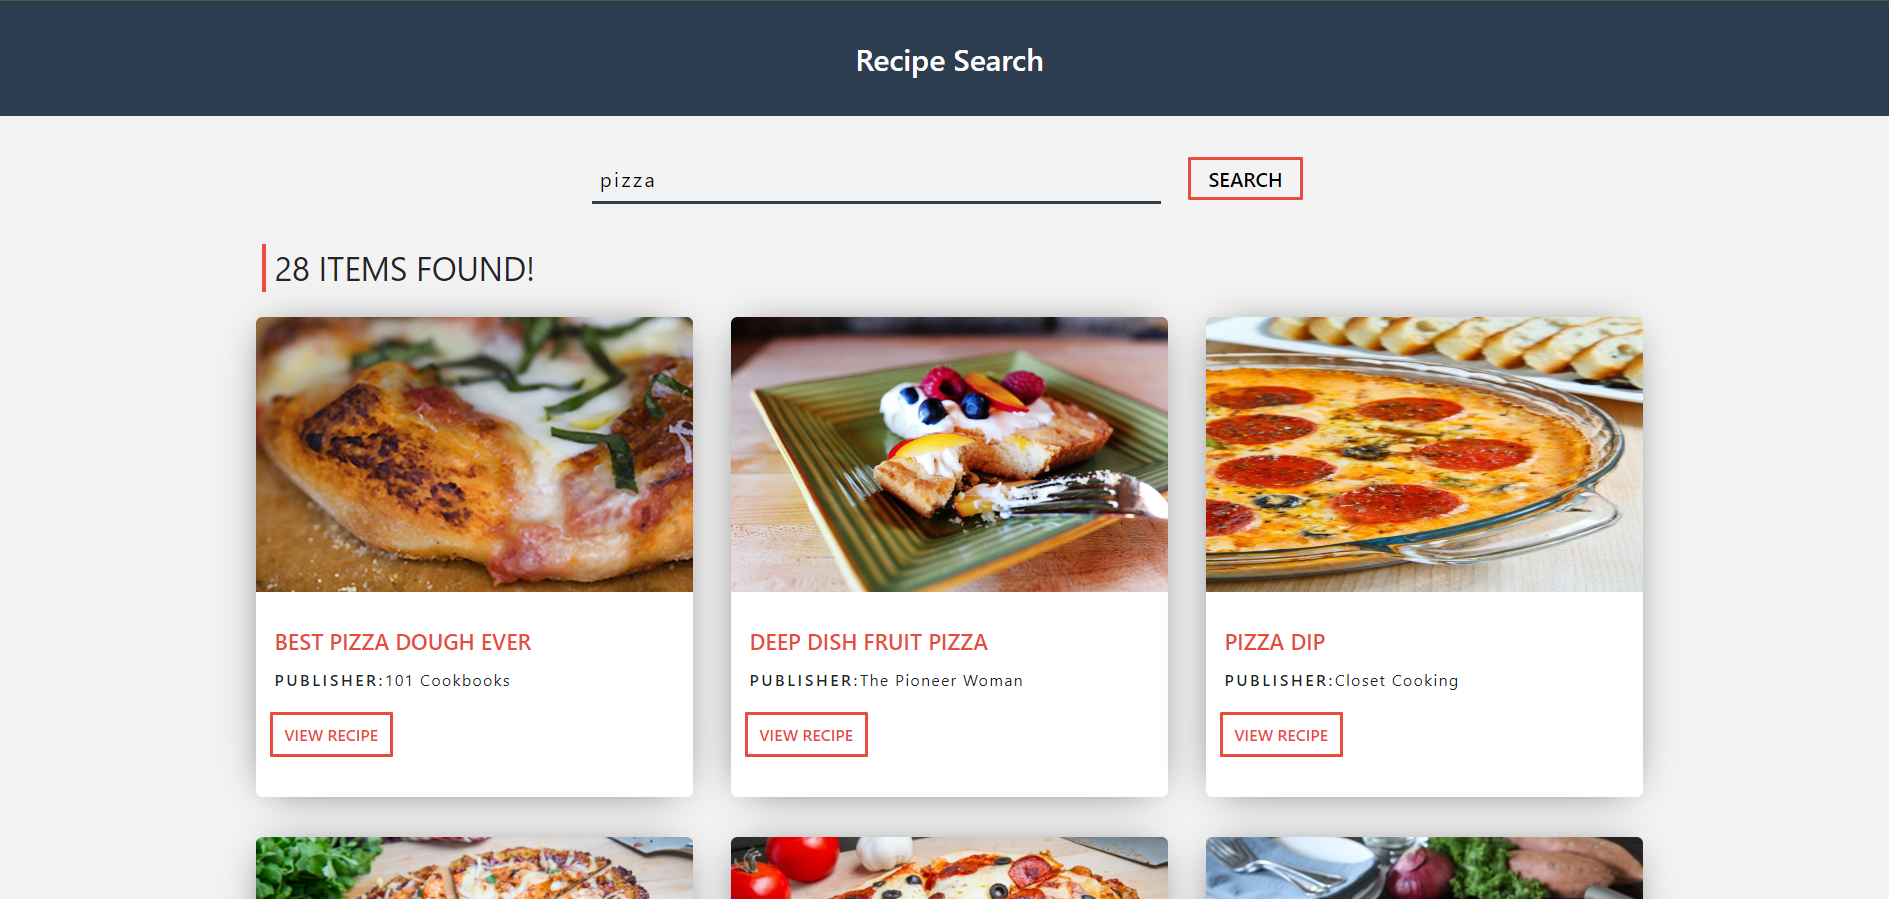 Recipe Search
pizza
SEARCH
28 ITEMS FOUND!
BEST PIZZA DOUGH EVER
PUBLISHER:101 Cookbooks
VIEW RECIPE
DEEP DISH FRUIT PIZZA
PUBLISHER:The Pioneer Woman
VIEW RECIPE
PIZZA DIP
PUBLISHER:Closet Cooking
VIEW RECIPE